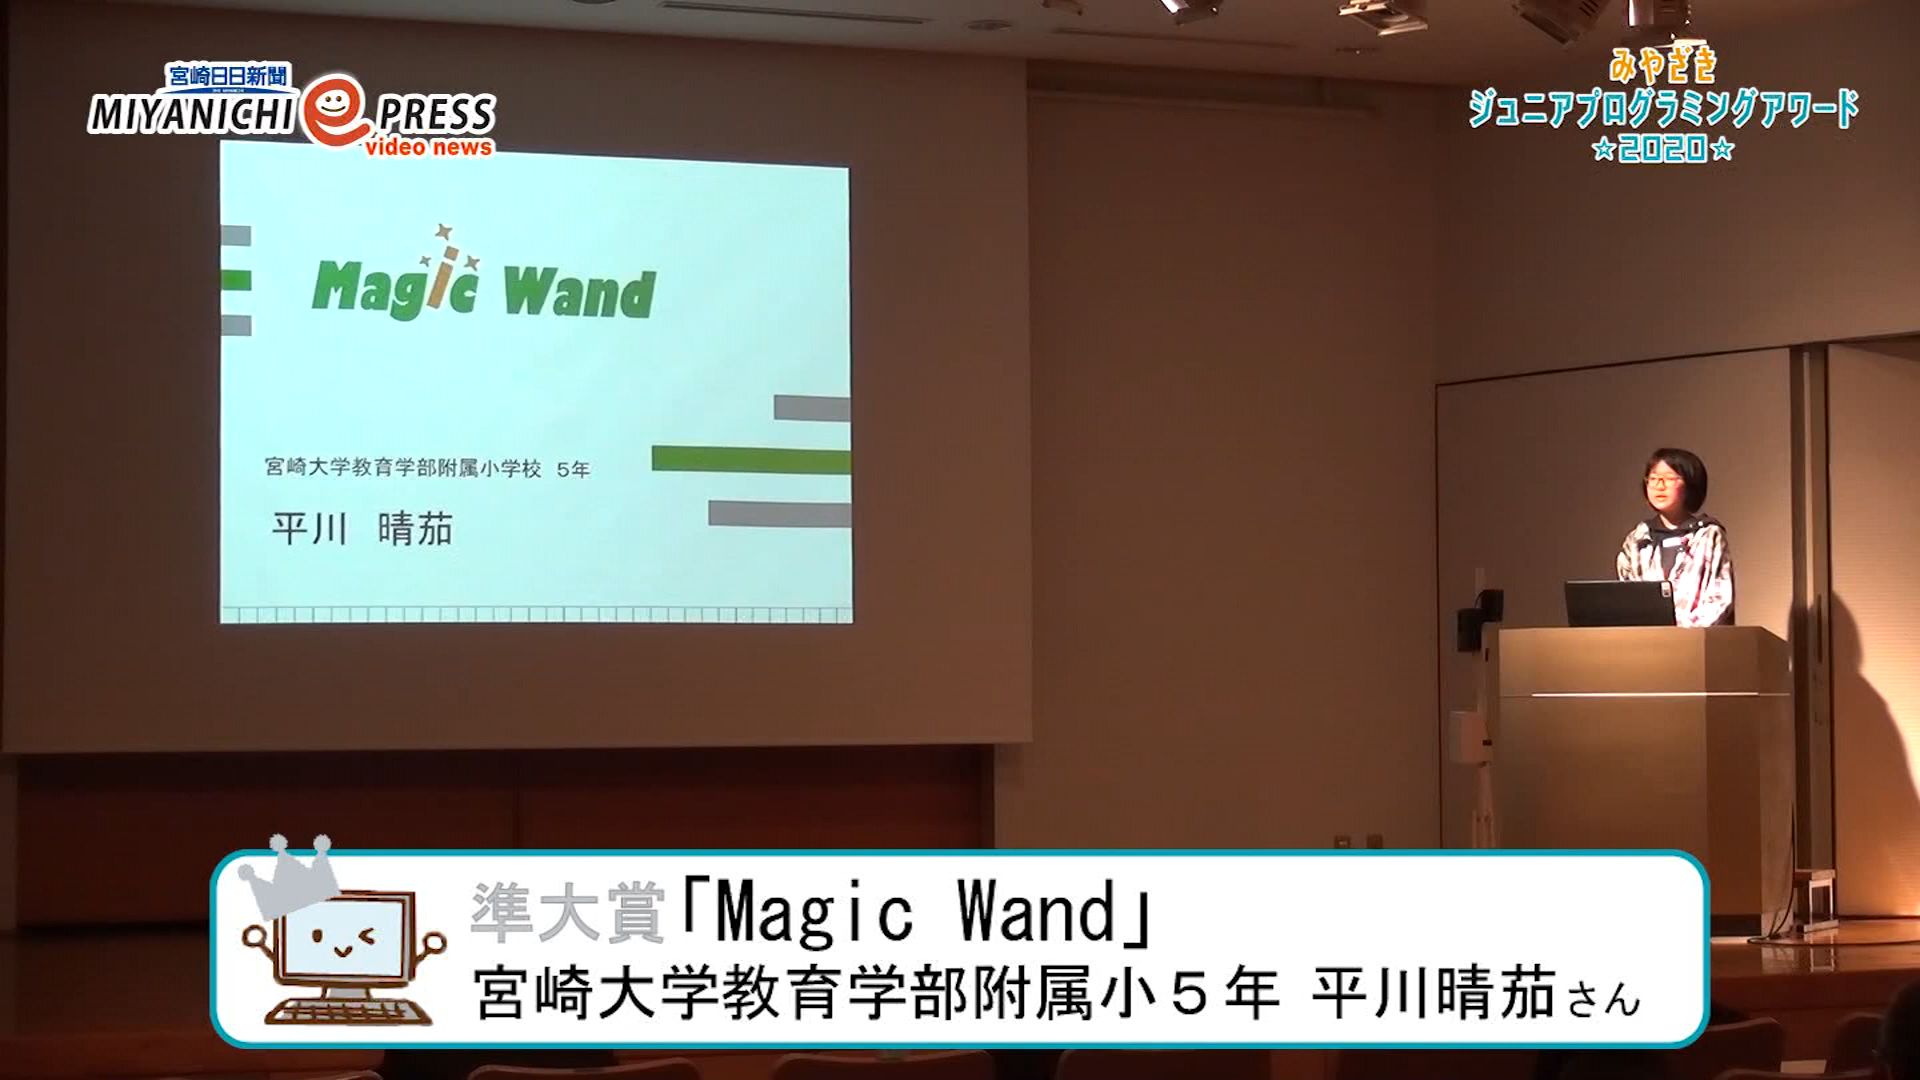 宮崎日日新聞
MIYANICHI e PRESS
video news
みやざき
ジュニアプログラミングアワード
☆2020☆
Magic Wand
宮崎大学教育学部附属小学校 5年
平川 晴茄
準大賞「Magic Wand」
宮崎大学教育学部附属小５年 平川晴茄さん